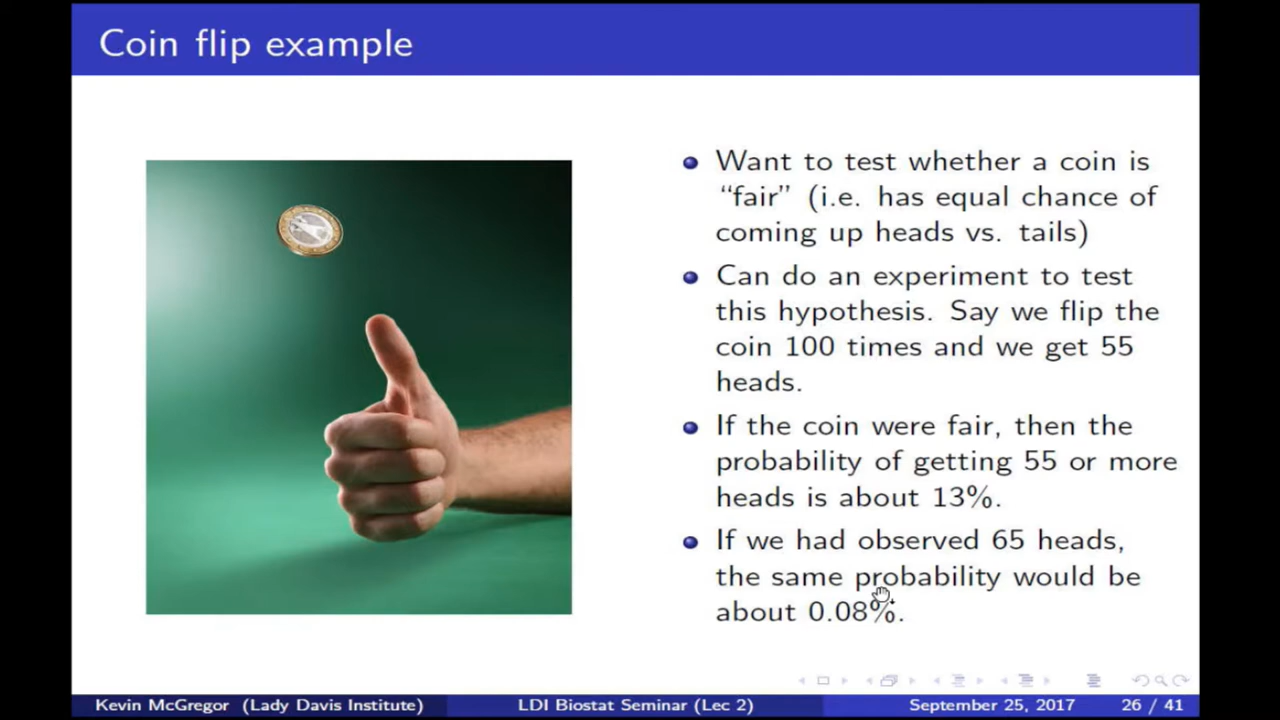 Coin flip example
Want to test whether a coin is
“fair” (i.e. has equal chance of
coming up heads vs. tails)
Can do an experiment to test
this hypothesis. Say we flip the
coin 100 times and we get 55
heads.
If the coin were fair, then the
probability of getting 55 or more
heads is about 13%.
If we had observed 65 heads,
the same probability would be
about 0.08%.
Kevin McGregor (Lady Davis Institute) LDI Biostat Seminar (Lec 2) September 25, 2017 26 / 41